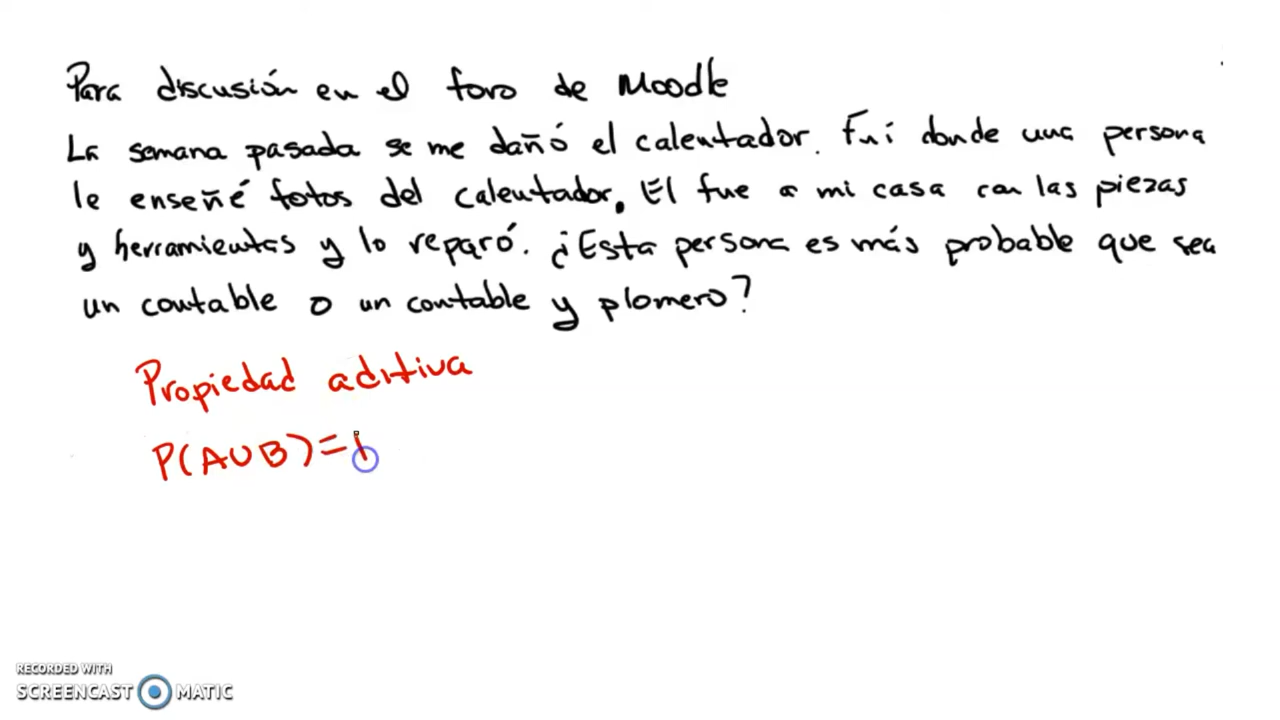 Para discusión en el foro de Moodle
La semana pasada se me dañó el calentador. Fui donde una persona
le enseñé fotos del calentador. El fue a mi casa con las piezas
y herramientas y lo reparó. ¿Esta persona es más probable que sea
un contable o un contable y plomero?
Propiedad aditiva
P(A∪B)=
RECORDED WITH
SCREENCAST MATIC